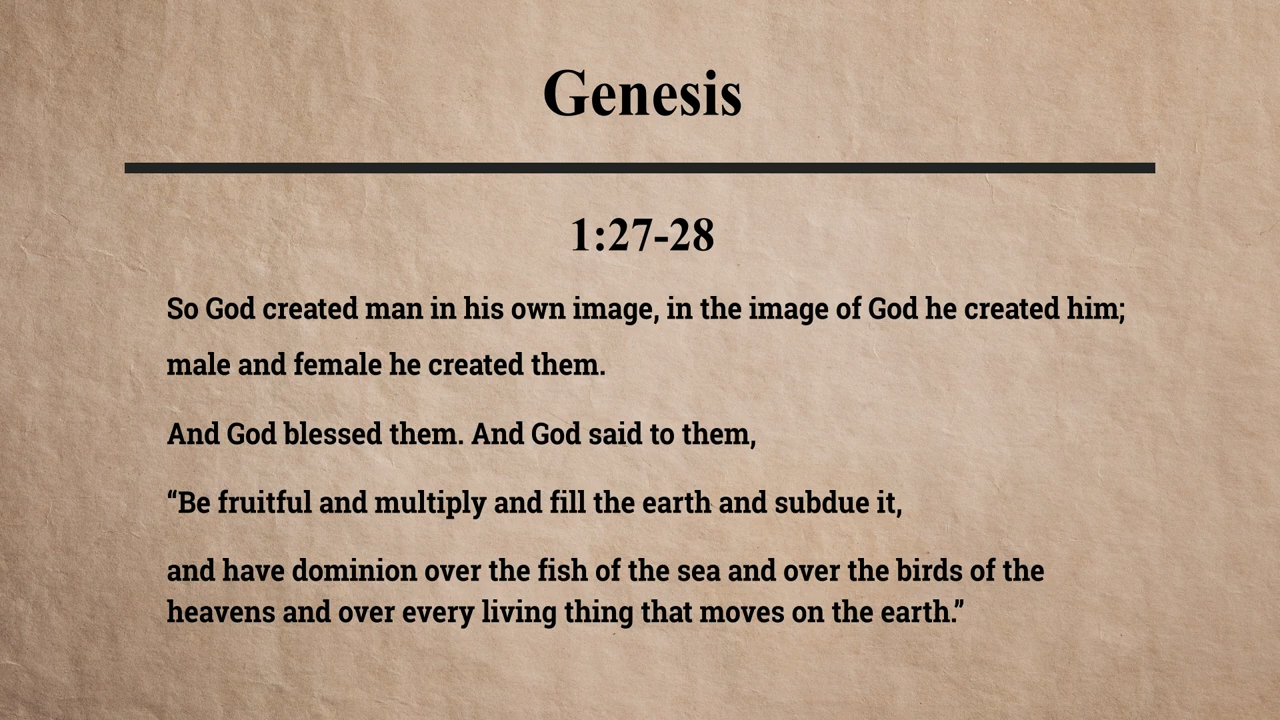 Genesis
1:27-28
So God created man in his own image, in the image of God he created him;
male and female he created them.
And God blessed them. And God said to them,
“Be fruitful and multiply and fill the earth and subdue it,
and have dominion over the fish of the sea and over the birds of the
heavens and over every living thing that moves on the earth.”